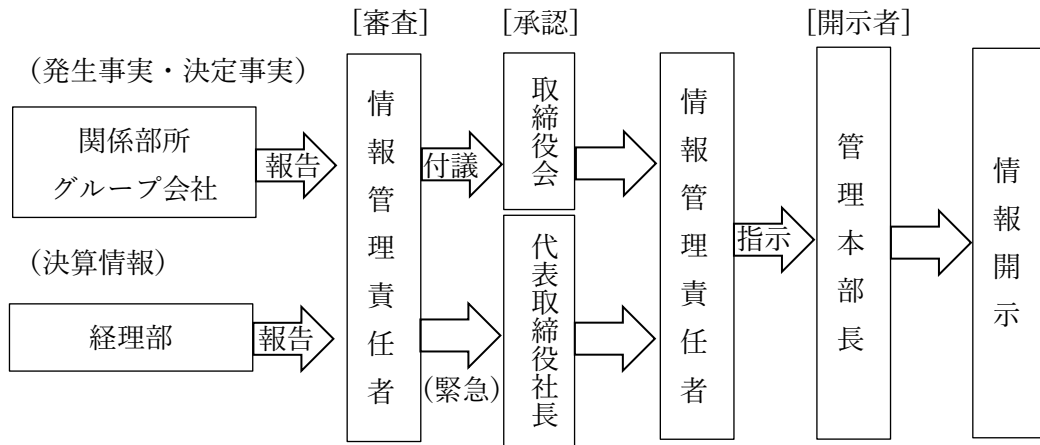 [審査]
[承認]
[開示者]
(発生事実・決定事実)
関係部所
グループ会社
報告
(決算情報)
経理部
報告
情報管理責任者
付議
(緊急)
取締役会
代表取締役社長
情報管理責任者
指示
管理本部長
情報開示